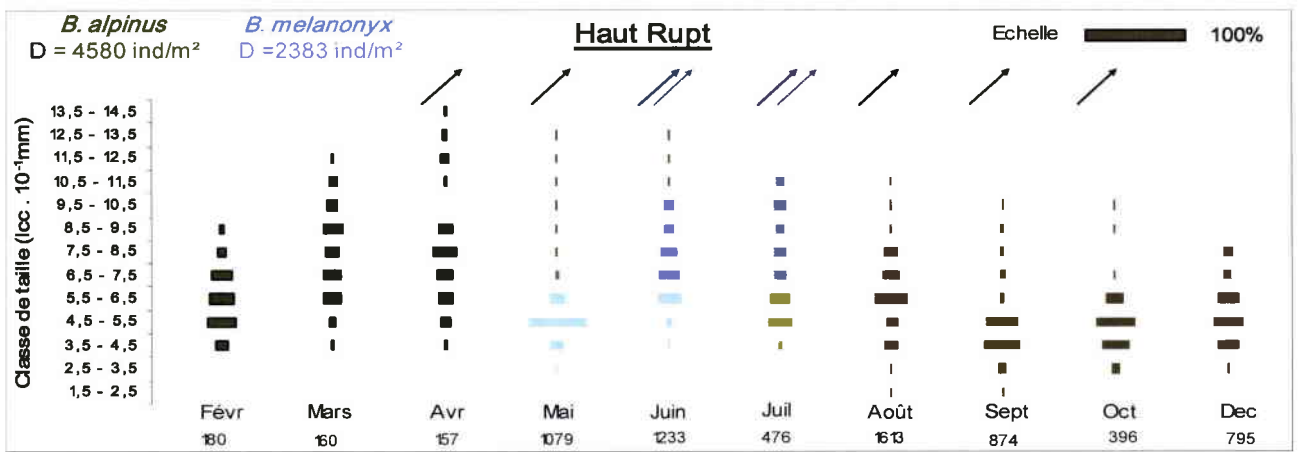 B. alpinus
D = 4580 ind/m²
B. melanonyx
D =2383 ind/m²
Haut Rupt
Echelle 100%
Classe de taille (lcc . 10⁻¹mm)
13,5 - 14,5
12,5 - 13,5
11,5 - 12,5
10,5 - 11,5
9,5 - 10,5
8,5 - 9,5
7,5 - 8,5
6,5 - 7,5
5,5 - 6,5
4,5 - 5,5
3,5 - 4,5
2,5 - 3,5
1,5 - 2,5
Févr Mars Avr Mai Juin Juil Août Sept Oct Dec
180 160 157 1079 1233 476 1613 874 396 795